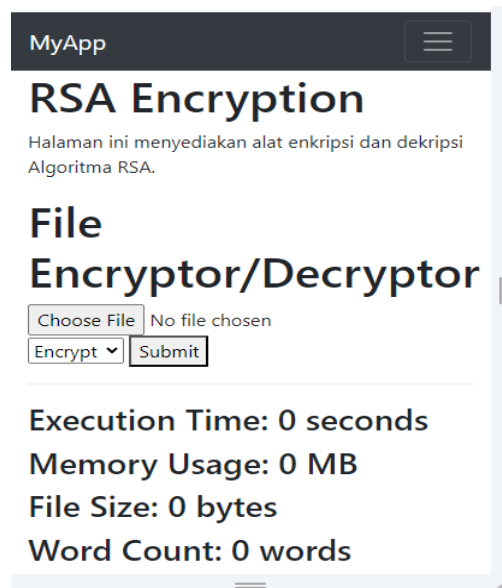 MyApp
RSA Encryption
Halaman ini menyediakan alat enkripsi dan dekripsi
Algoritma RSA.
File
Encryptor/Decryptor
Choose File No file chosen
Encrypt Submit
Execution Time: 0 seconds
Memory Usage: 0 MB
File Size: 0 bytes
Word Count: 0 words